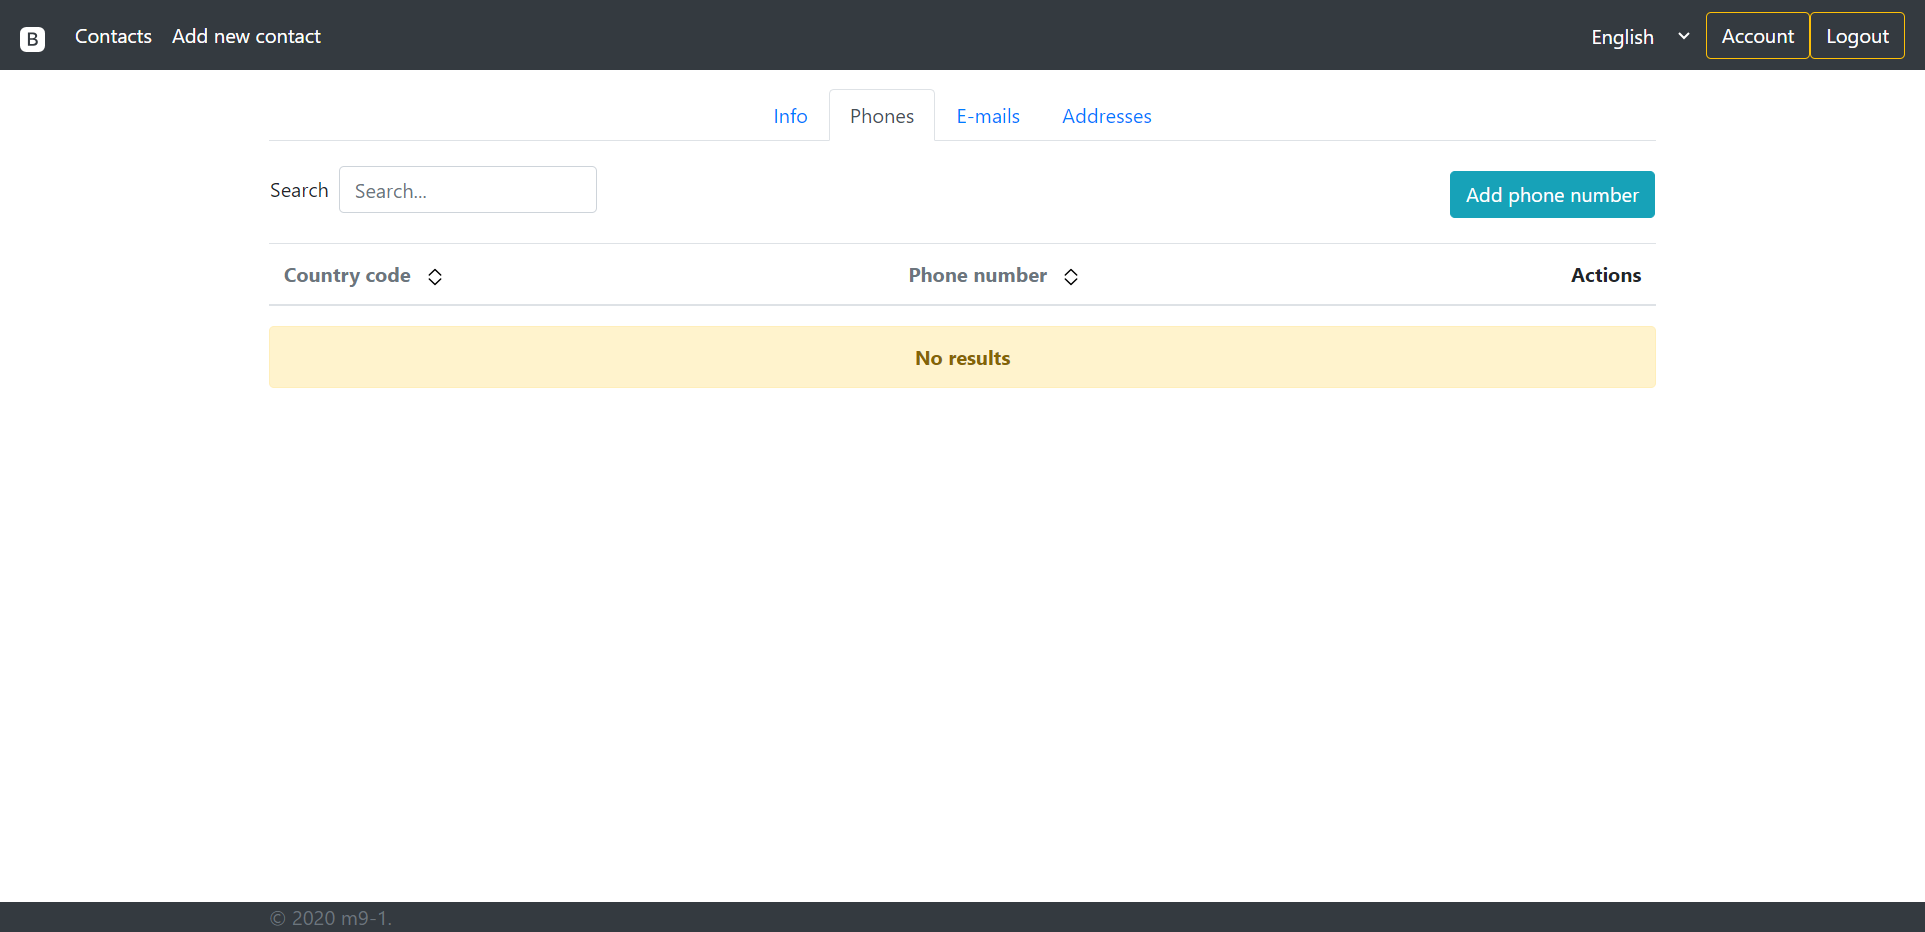 B Contacts Add new contact English Account Logout
Info Phones E-mails Addresses
Search Search... Add phone number
Country code Phone number Actions
No results
© 2020 m9-1.